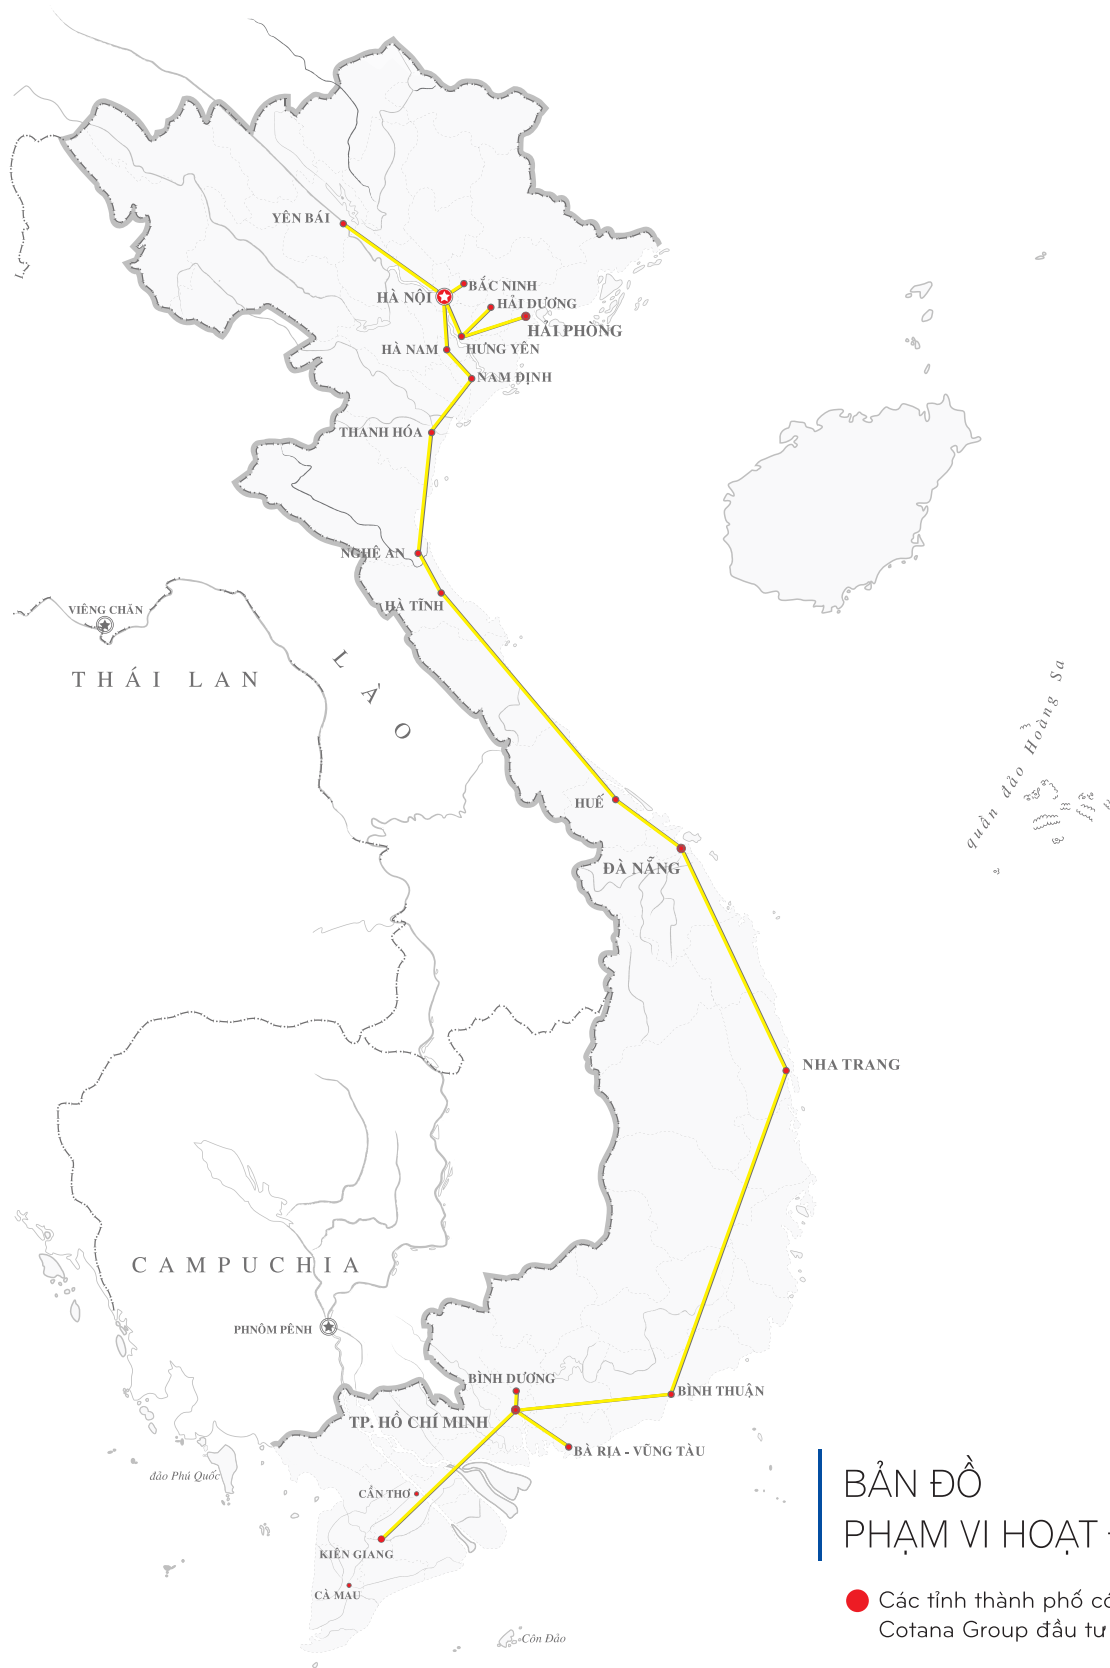 YÊN BÁI
BẮC NINH
HÀ NỘI
HẢI DƯƠNG
HẢI PHÒNG
HÀ NAM
HƯNG YÊN
NAM ĐỊNH
THANH HÓA
NGHỆ AN
HÀ TĨNH
VIÊNG CHĂN
THÁI LAN
LÀO
quần đảo Hoàng Sa
HUẾ
ĐÀ NẴNG
NHA TRANG
CAMPUCHIA
PHNÔM PÊNH
BÌNH DƯƠNG
BÌNH THUẬN
TP. HỒ CHÍ MINH
BÀ RỊA - VŨNG TÀU
đảo Phú Quốc
CẦN THƠ
KIÊN GIANG
CÀ MAU
Côn Đảo
BẢN ĐỒ
PHẠM VI HOẠT
Các tỉnh thành phố
Cotana Group đầu tư